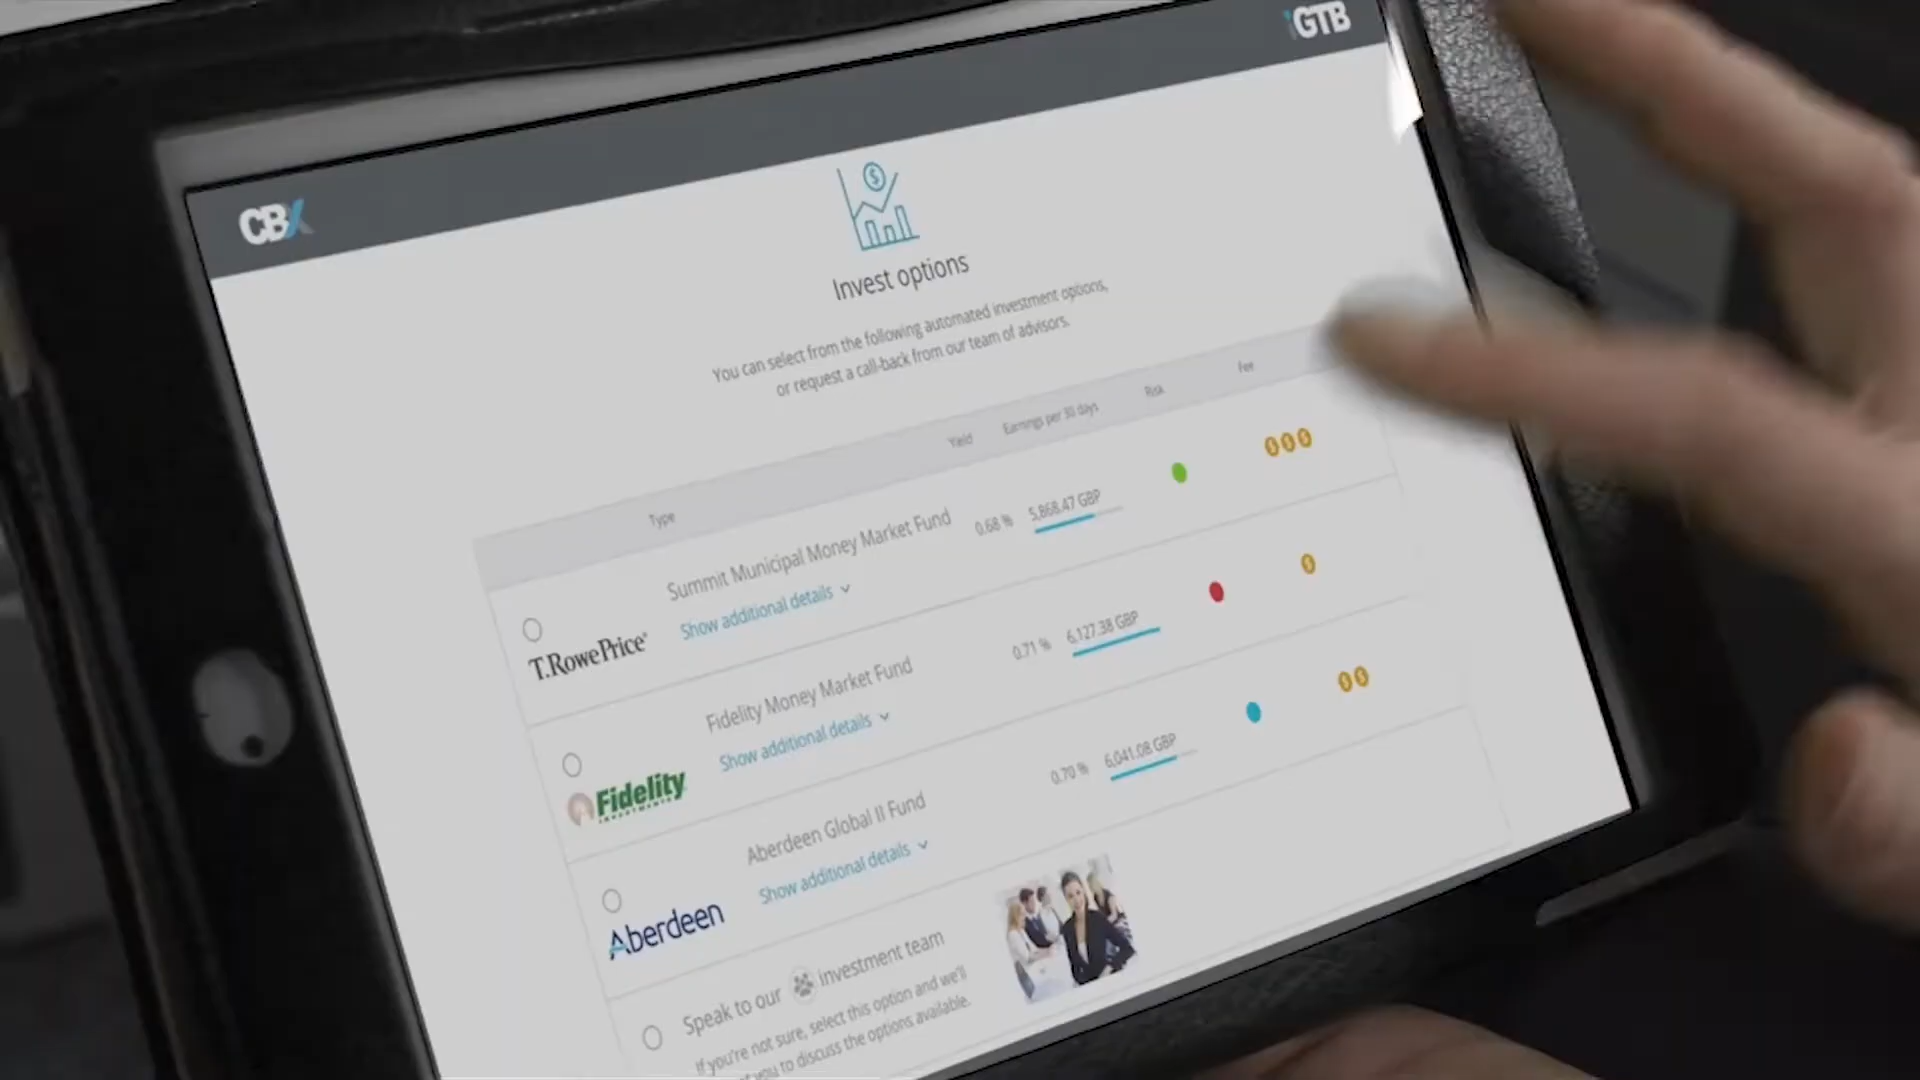 iGTB
CBX
Invest options
You can select from the following automated investment options,
or request a call-back from our team of advisors.
Type Yield Earnings per 30 days Risk Fee
Summit Municipal Money Market Fund 0.68 % 5,868.47 GBP
Show additional details
T.RowePrice®
Fidelity Money Market Fund 0.71 % 6,127.38 GBP
Show additional details
Fidelity
INVESTMENTS
Aberdeen Global II Fund 0.70 % 6,041.08 GBP
Show additional details
Aberdeen
Speak to our investment team
If you're not sure, select this option and we'll
you to discuss the options available.